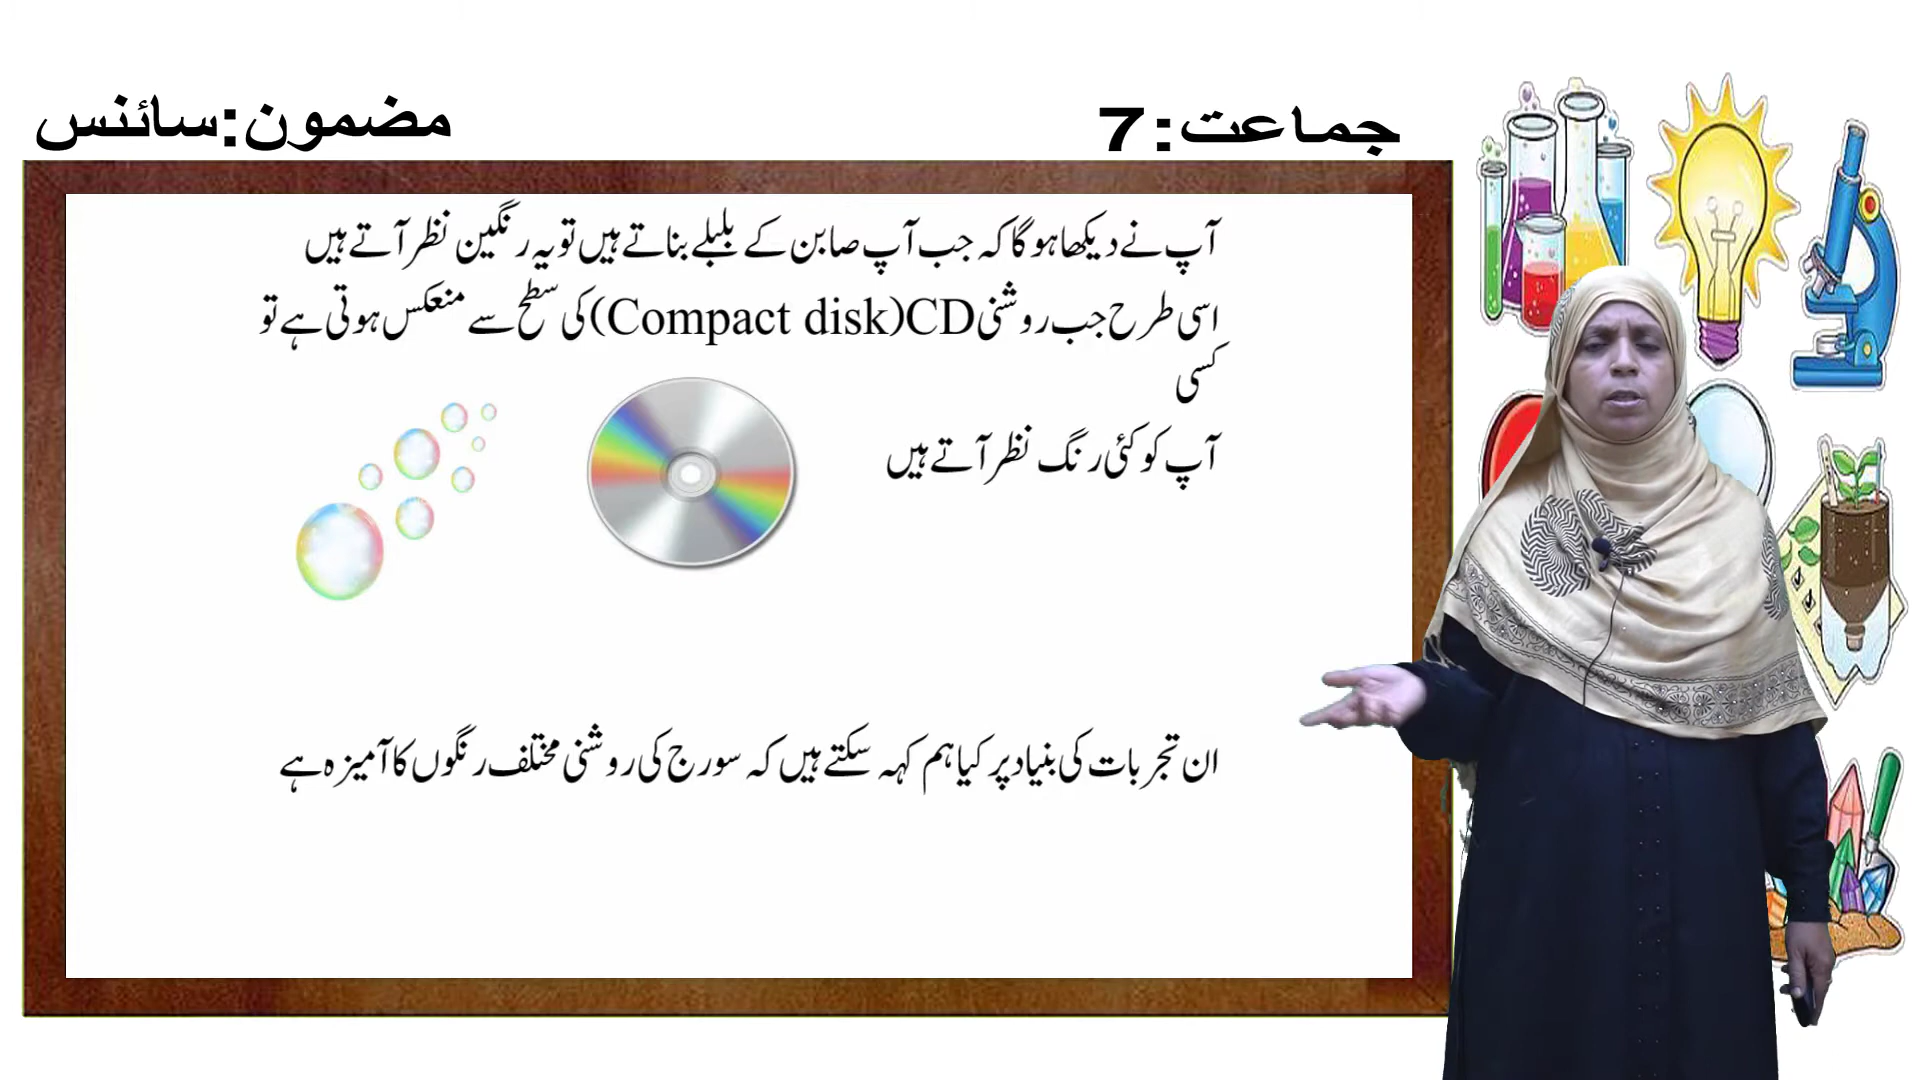 جماعت:7
مضمون:سائنس
آپ نے دیکھا ہوگا کہ جب آپ صابن کے بلبلے بناتے ہیں تو یہ رنگین نظر آتے ہیں
اسی طرح جب روشنی CD(Compact disk) کی سطح سے منعکس ہوتی ہے تو
کسی
آپ کو کئی رنگ نظر آتے ہیں
ان تجربات کی بنیاد پر کیا ہم کہہ سکتے ہیں کہ سورج کی روشنی مختلف رنگوں کا آمیزہ ہے